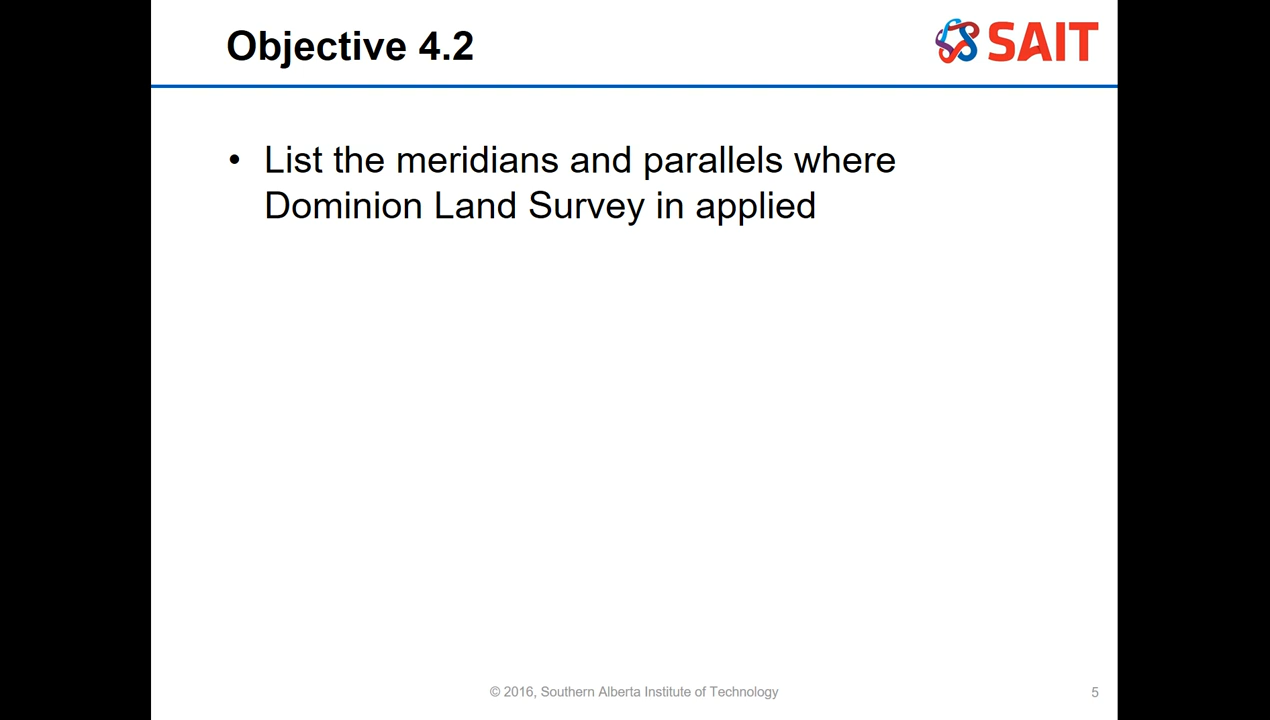 Objective 4.2
SAIT
• List the meridians and parallels where
Dominion Land Survey in applied
© 2016, Southern Alberta Institute of Technology
5